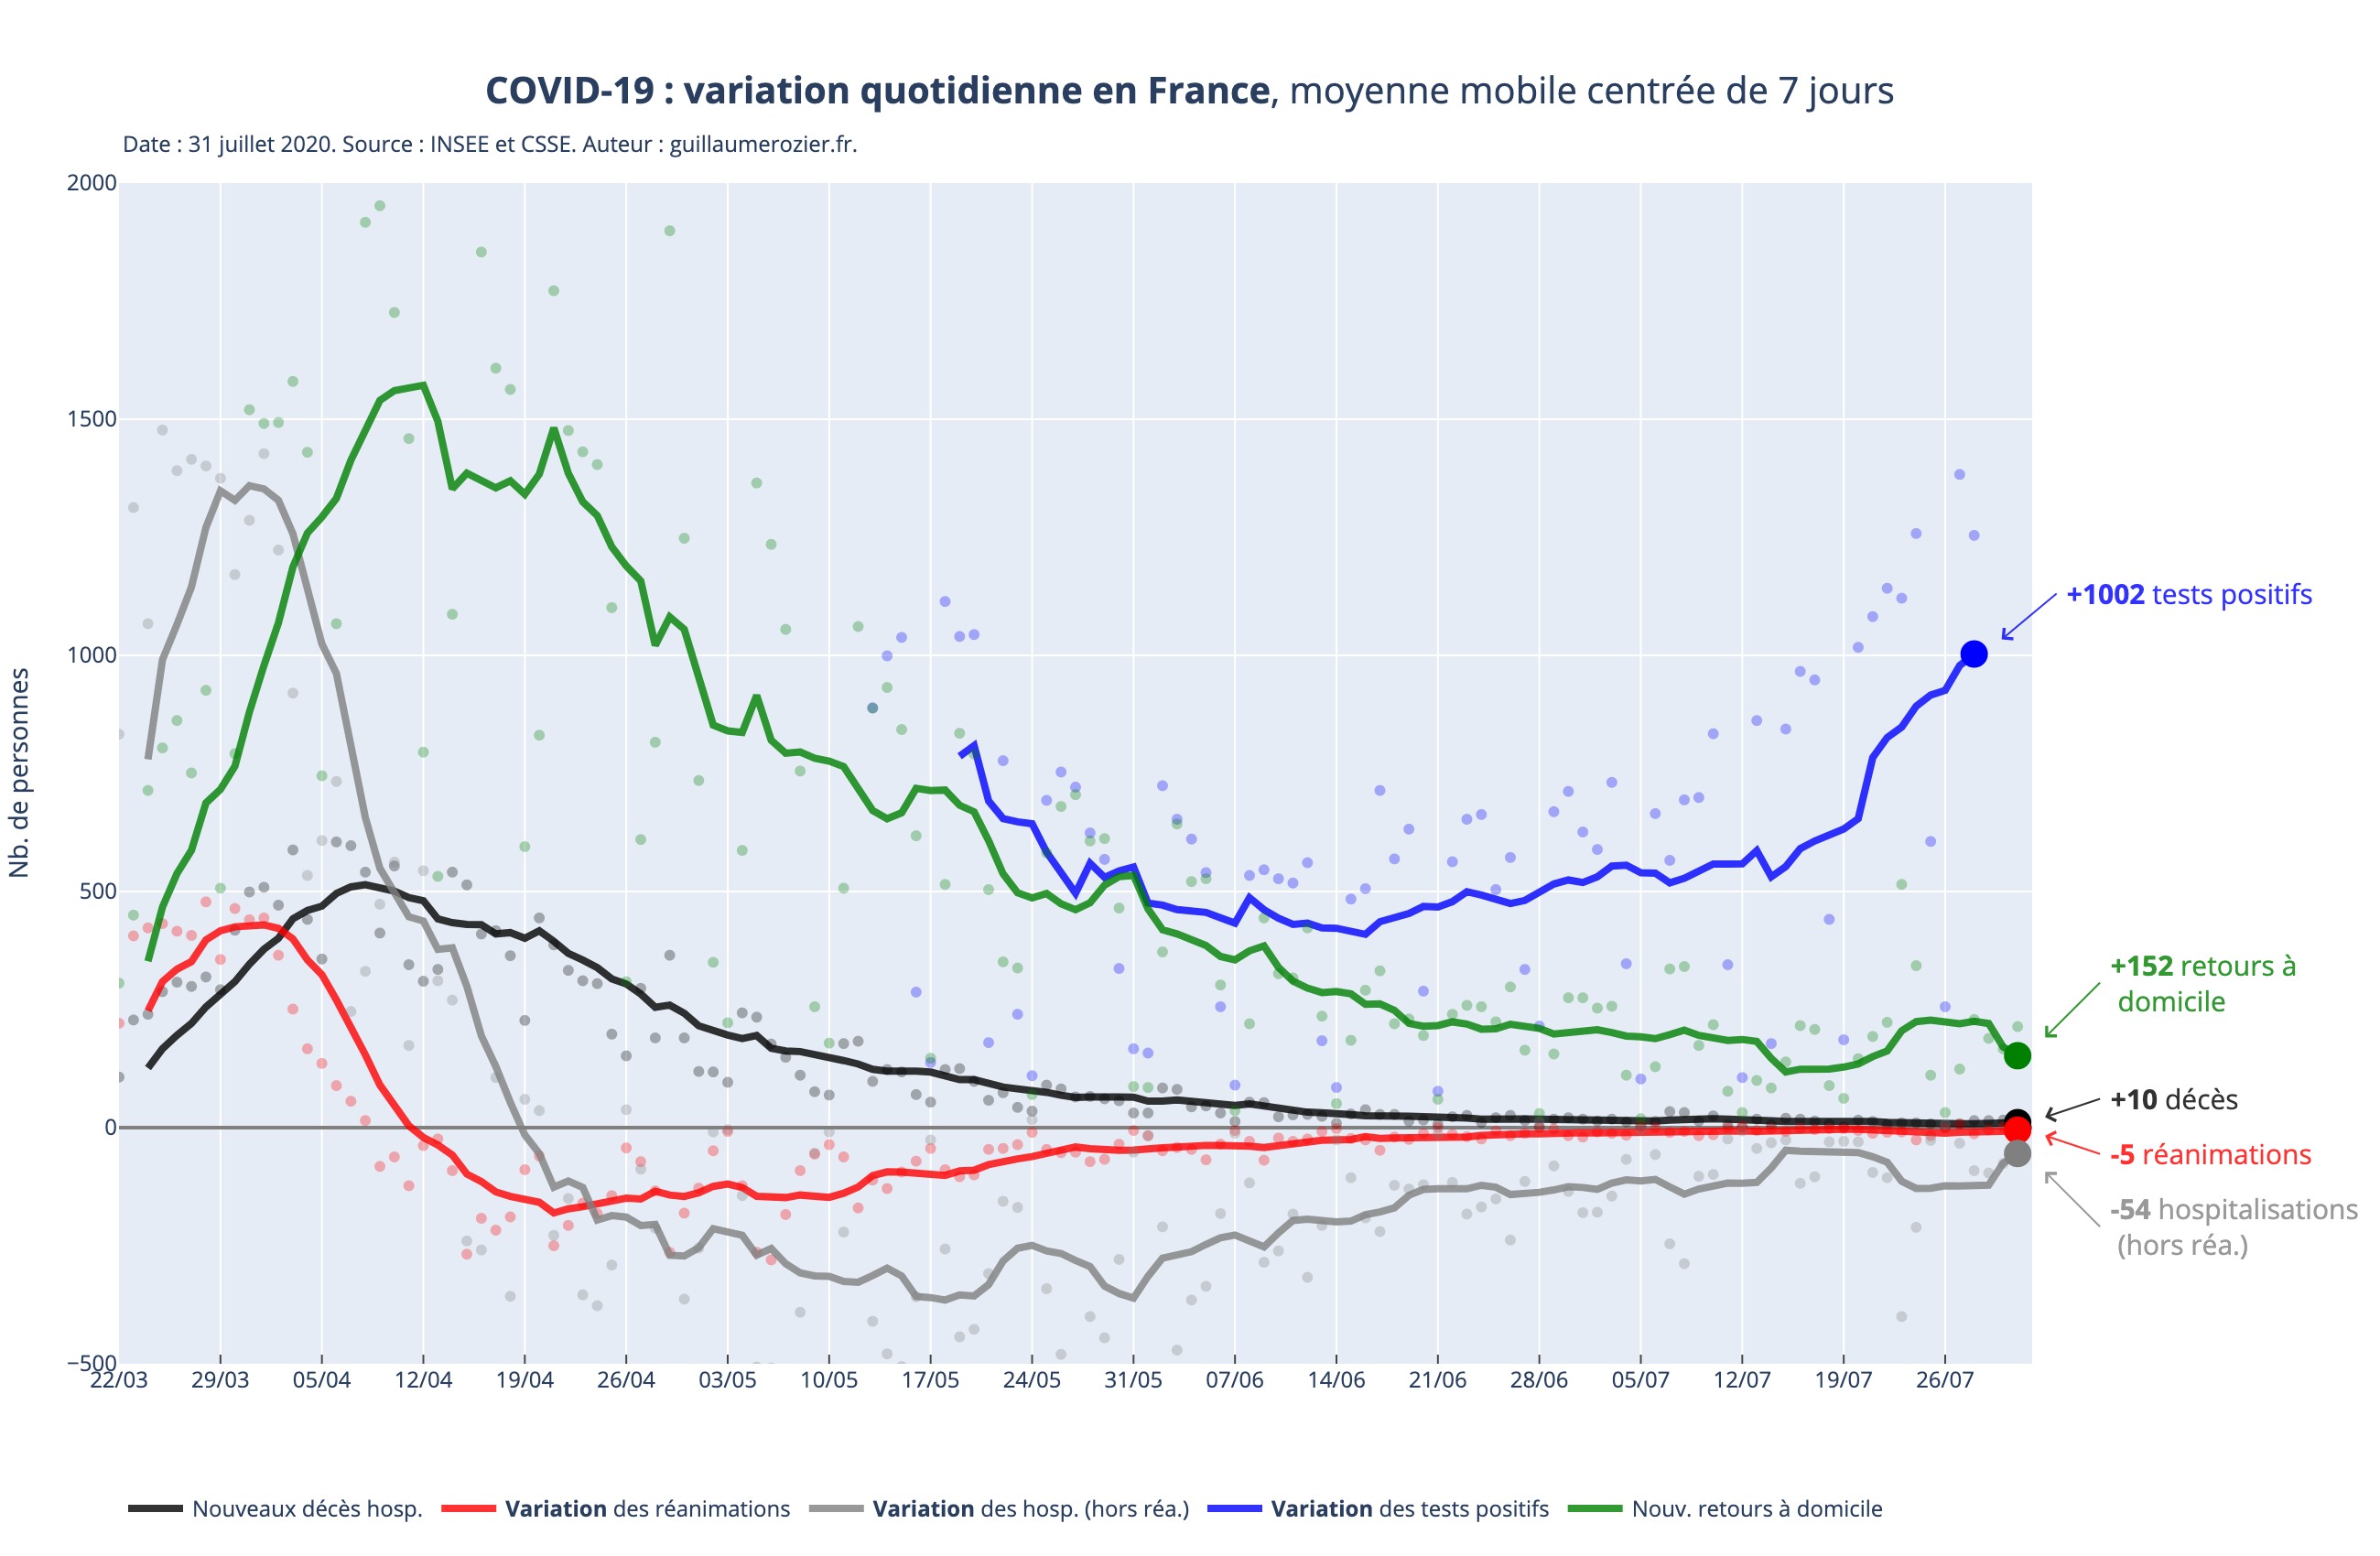 COVID-19 : variation quotidienne en France, moyenne mobile centrée de 7 jours
Date : 31 juillet 2020. Source : INSEE et CSSE. Auteur : guillaumerozier.fr.
Nb. de personnes
2000
1500
1000
500
0
−500
22/03 29/03 05/04 12/04 19/04 26/04 03/05 10/05 17/05 24/05 31/05 07/06 14/06 21/06 28/06 05/07 12/07 19/07 26/07
+1002 tests positifs
+152 retours à
domicile
+10 décès
-5 réanimations
-54 hospitalisations
(hors réa.)
Nouveaux décès hosp. Variation des réanimations Variation des hosp. (hors réa.) Variation des tests positifs Nouv. retours à domicile